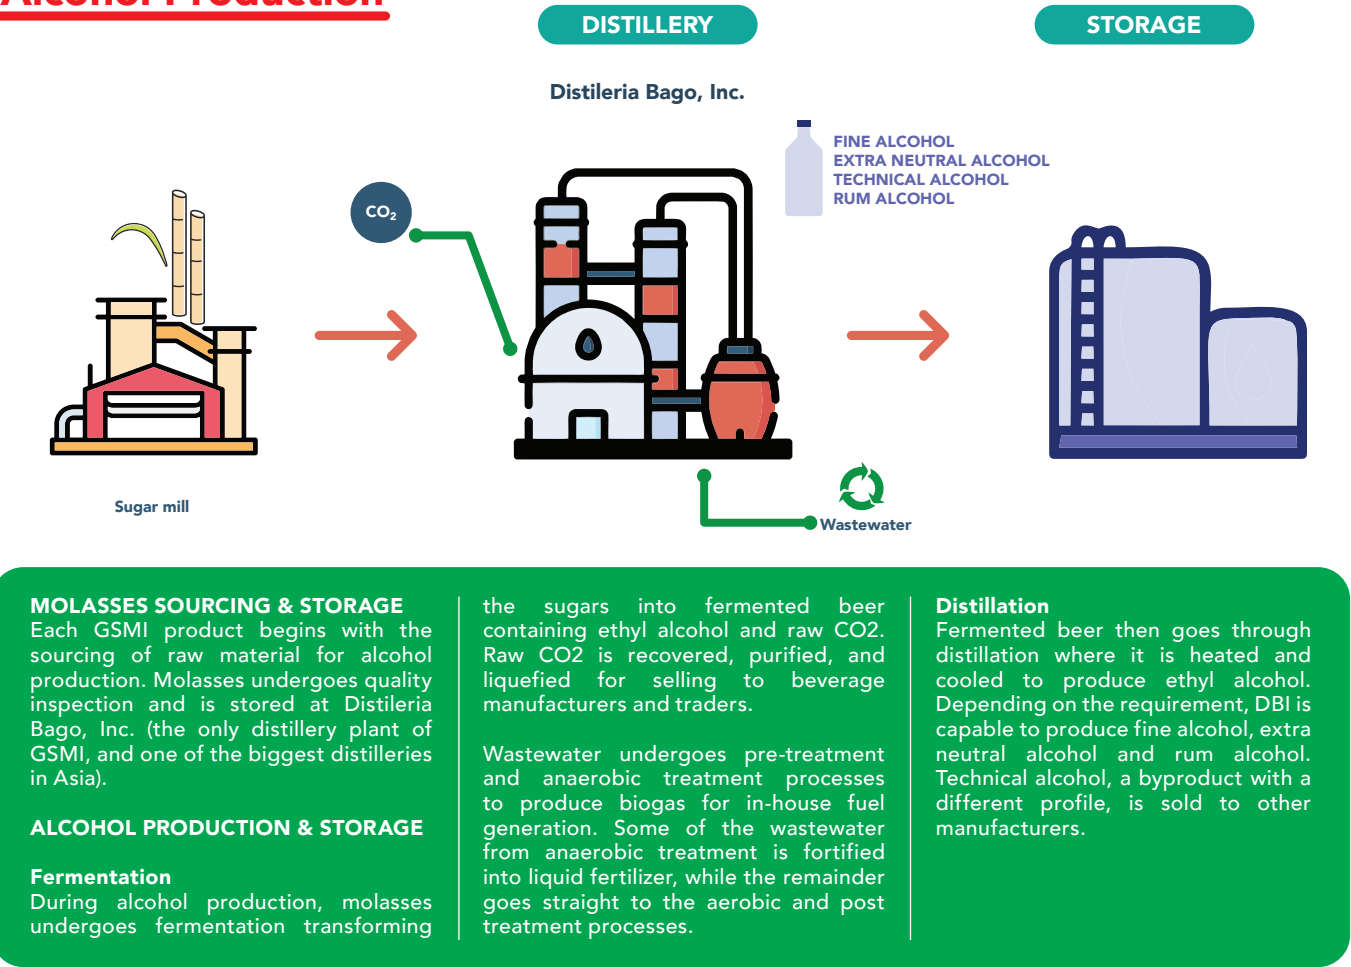 Alcohol Production
DISTILLERY
STORAGE
Distileria Bago, Inc.
FINE ALCOHOL
EXTRA NEUTRAL ALCOHOL
TECHNICAL ALCOHOL
RUM ALCOHOL
CO2
Sugar mill
Wastewater
MOLASSES SOURCING & STORAGE
Each GSMI product begins with the
sourcing of raw material for alcohol
production. Molasses undergoes quality
inspection and is stored at Distileria
Bago, Inc. (the only distillery plant of
GSMI, and one of the biggest distilleries
in Asia).
ALCOHOL PRODUCTION & STORAGE
Fermentation
During alcohol production, molasses
undergoes fermentation transforming
the sugars into fermented beer
containing ethyl alcohol and raw CO2.
Raw CO2 is recovered, purified, and
liquefied for selling to beverage
manufacturers and traders.
Wastewater undergoes pre-treatment
and anaerobic treatment processes
to produce biogas for in-house fuel
generation. Some of the wastewater
from anaerobic treatment is fortified
into liquid fertilizer, while the remainder
goes straight to the aerobic and post
treatment processes.
Distillation
Fermented beer then goes through
distillation where it is heated and
cooled to produce ethyl alcohol.
Depending on the requirement, DBI is
capable to produce fine alcohol, extra
neutral alcohol and rum alcohol.
Technical alcohol, a byproduct with a
different profile, is sold to other
manufacturers.